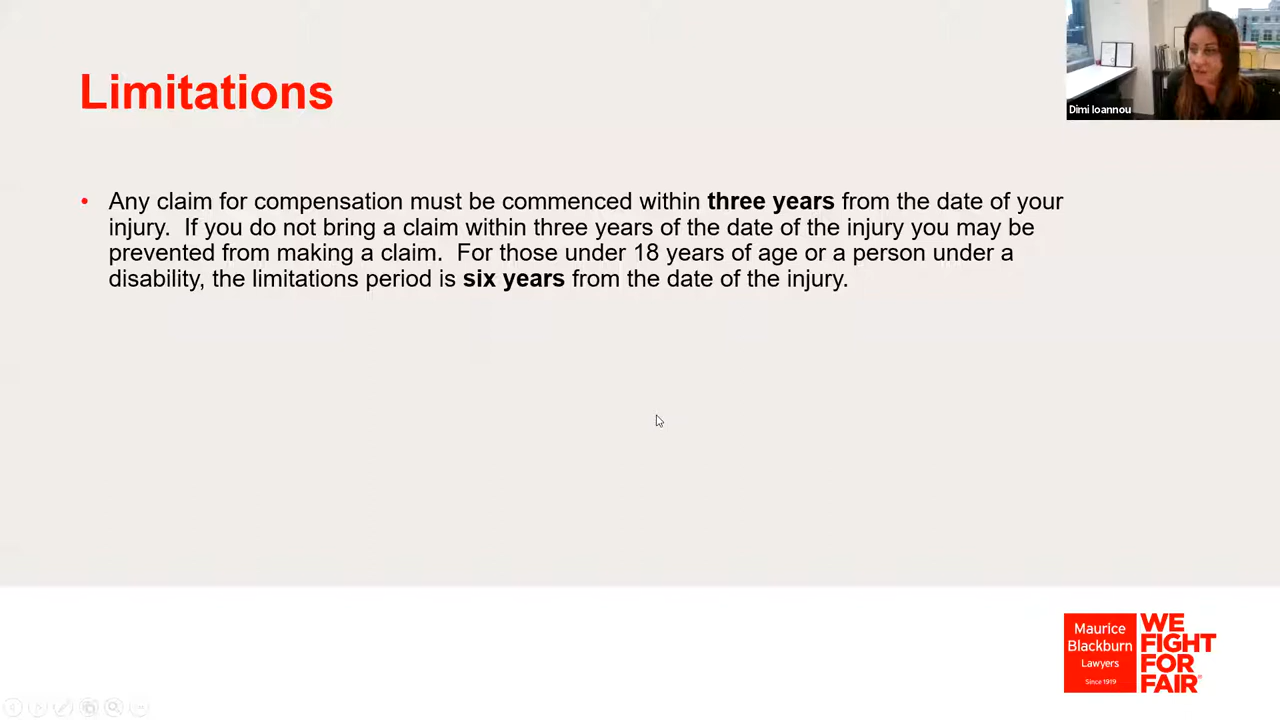 Limitations
Dimi Ioannou
• Any claim for compensation must be commenced within three years from the date of your
injury.  If you do not bring a claim within three years of the date of the injury you may be
prevented from making a claim.  For those under 18 years of age or a person under a
disability, the limitations period is six years from the date of the injury.
Maurice
Blackburn
Lawyers
Since 1919
WE
FIGHT
FOR
FAIR